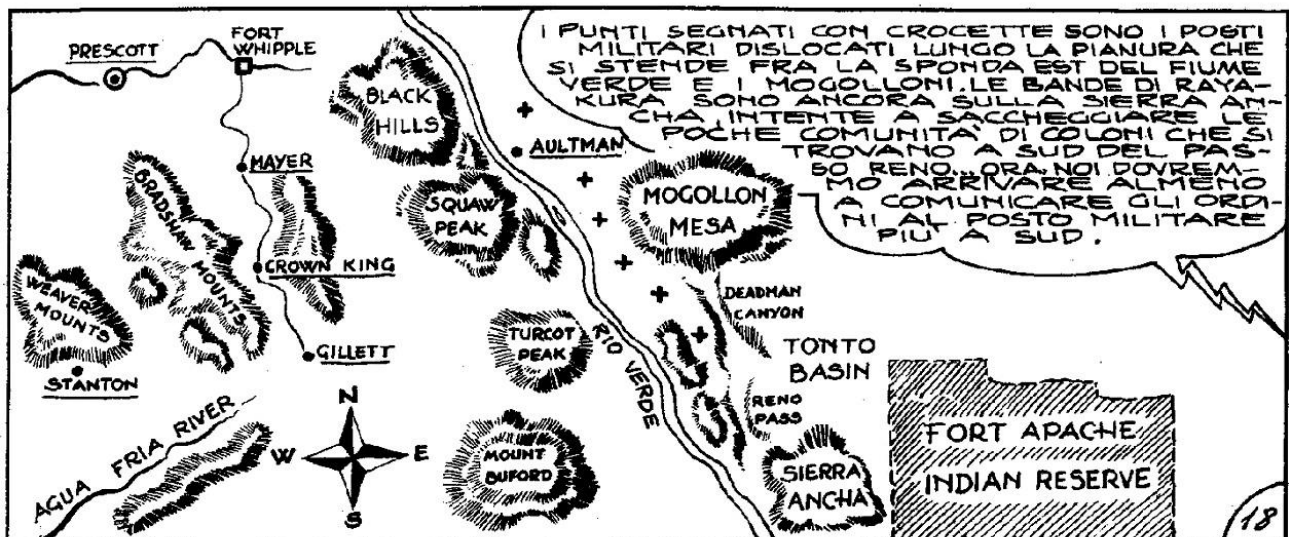 I PUNTI SEGNATI CON CROCETTE SONO I POSTI
MILITARI DISLOCATI LUNGO LA PIANURA CHE
SI STENDE FRA LA SPONDA EST DEL FIUME
VERDE E I MOGOLLONI. LE BANDE DI RAYA-
KURA SONO ANCORA SULLA SIERRA AN-
CHA, INTENTE A SACCHEGGIARE LE
POCHE COMUNITA' DI COLONI CHE SI
TROVANO A SUD DEL PAS-
SO RENO... ORA, NOI DOVREM-
MO ARRIVARE ALMENO
A COMUNICARE GLI ORDI-
NI AL POSTO MILITARE
PIU' A SUD.
PRESCOTT
FORT
WHIPPLE
BLACK
HILLS
AULTMAN
MAYER
BRADSHAW
MOUNTS
SQUAW
PEAK
MOGOLLON
MESA
CROWN KING
WEAVER
MOUNTS
DEADMAN
CANYON
GILLETT
STANTON
TURCOT
PEAK
RIO VERDE
TONTO
BASIN
RENO
PASS
AGUA FRIA RIVER
N
W
E
S
MOUNT
BUFORD
SIERRA
ANCHA
FORT APACHE
INDIAN RESERVE
18